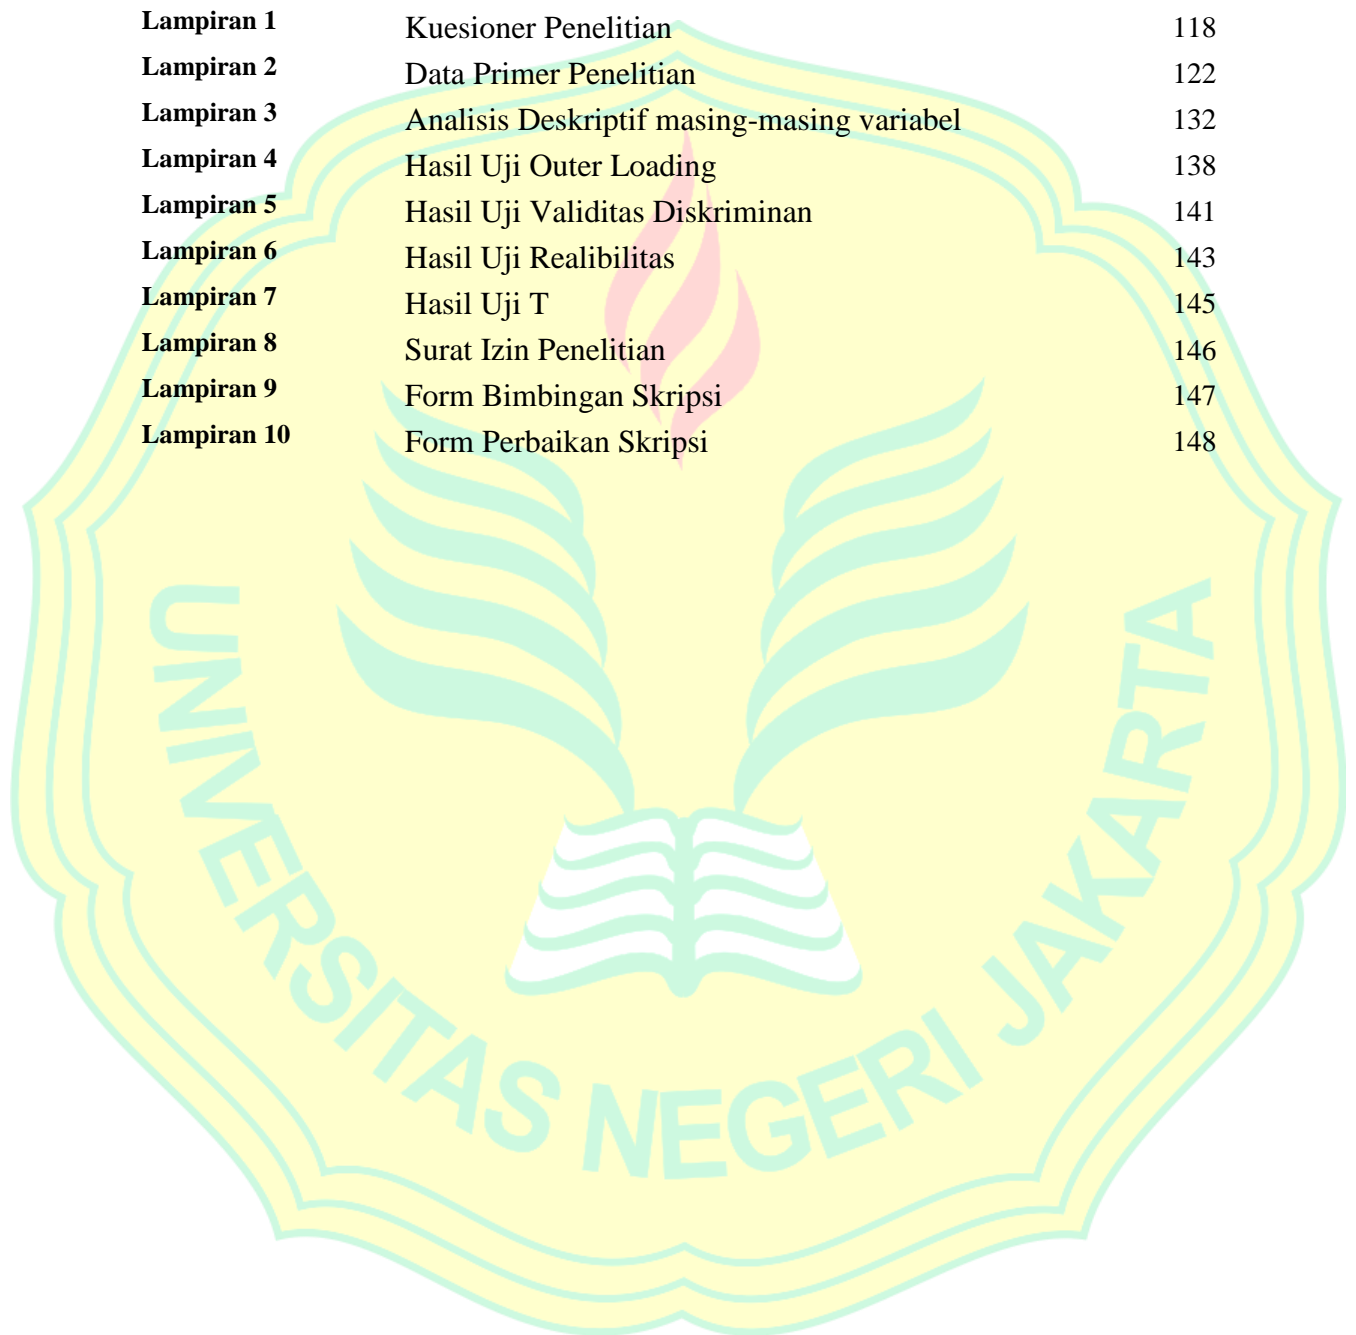 Lampiran 1 Kuesioner Penelitian 118
Lampiran 2 Data Primer Penelitian 122
Lampiran 3 Analisis Deskriptif masing-masing variabel 132
Lampiran 4 Hasil Uji Outer Loading 138
Lampiran 5 Hasil Uji Validitas Diskriminan 141
Lampiran 6 Hasil Uji Realibilitas 143
Lampiran 7 Hasil Uji T 145
Lampiran 8 Surat Izin Penelitian 146
Lampiran 9 Form Bimbingan Skripsi 147
Lampiran 10 Form Perbaikan Skripsi 148
UNIVERSITAS NEGERI JAKARTA